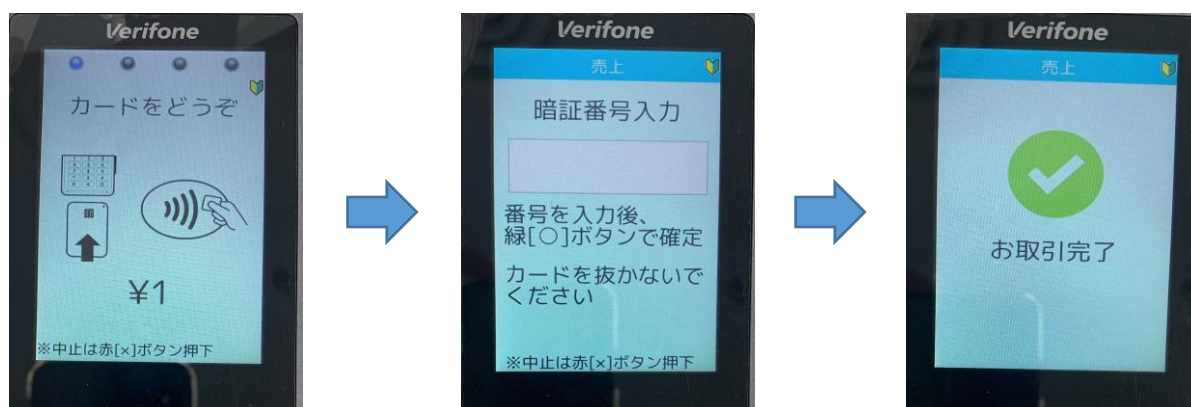 Verifone
カードをどうぞ
¥1
※中止は赤[×]ボタン押下
Verifone
売上
暗証番号入力
番号を入力後、
緑[○]ボタンで確定
カードを抜かないで
ください
※中止は赤[×]ボタン押下
Verifone
売上
お取引完了